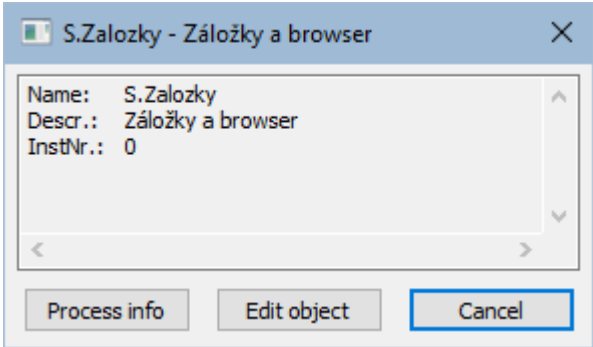 S.Zalozky - Záložky a browser
Name: S.Zalozky
Descr.: Záložky a browser
InstNr.: 0
Process info Edit object Cancel